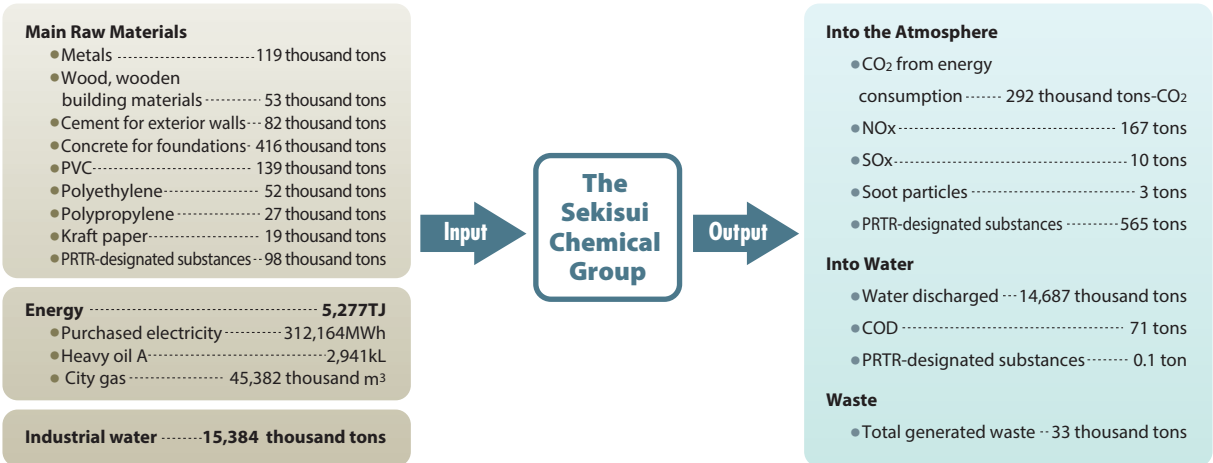 Main Raw Materials
●Metals 119 thousand tons
●Wood, wooden
building materials 53 thousand tons
●Cement for exterior walls 82 thousand tons
●Concrete for foundations 416 thousand tons
●PVC 139 thousand tons
●Polyethylene 52 thousand tons
●Polypropylene 27 thousand tons
●Kraft paper 19 thousand tons
●PRTR-designated substances 98 thousand tons
Energy 5,277TJ
●Purchased electricity 312,164MWh
●Heavy oil A 2,941kL
● City gas 45,382 thousand m3
Industrial water 15,384 thousand tons
Input
The
Sekisui
Chemical
Group
Output
Into the Atmosphere
●CO2 from energy
consumption 292 thousand tons-CO2
●NOx 167 tons
●SOx 10 tons
●Soot particles 3 tons
●PRTR-designated substances 565 tons
Into Water
●Water discharged 14,687 thousand tons
●COD 71 tons
●PRTR-designated substances 0.1 ton
Waste
●Total generated waste 33 thousand tons